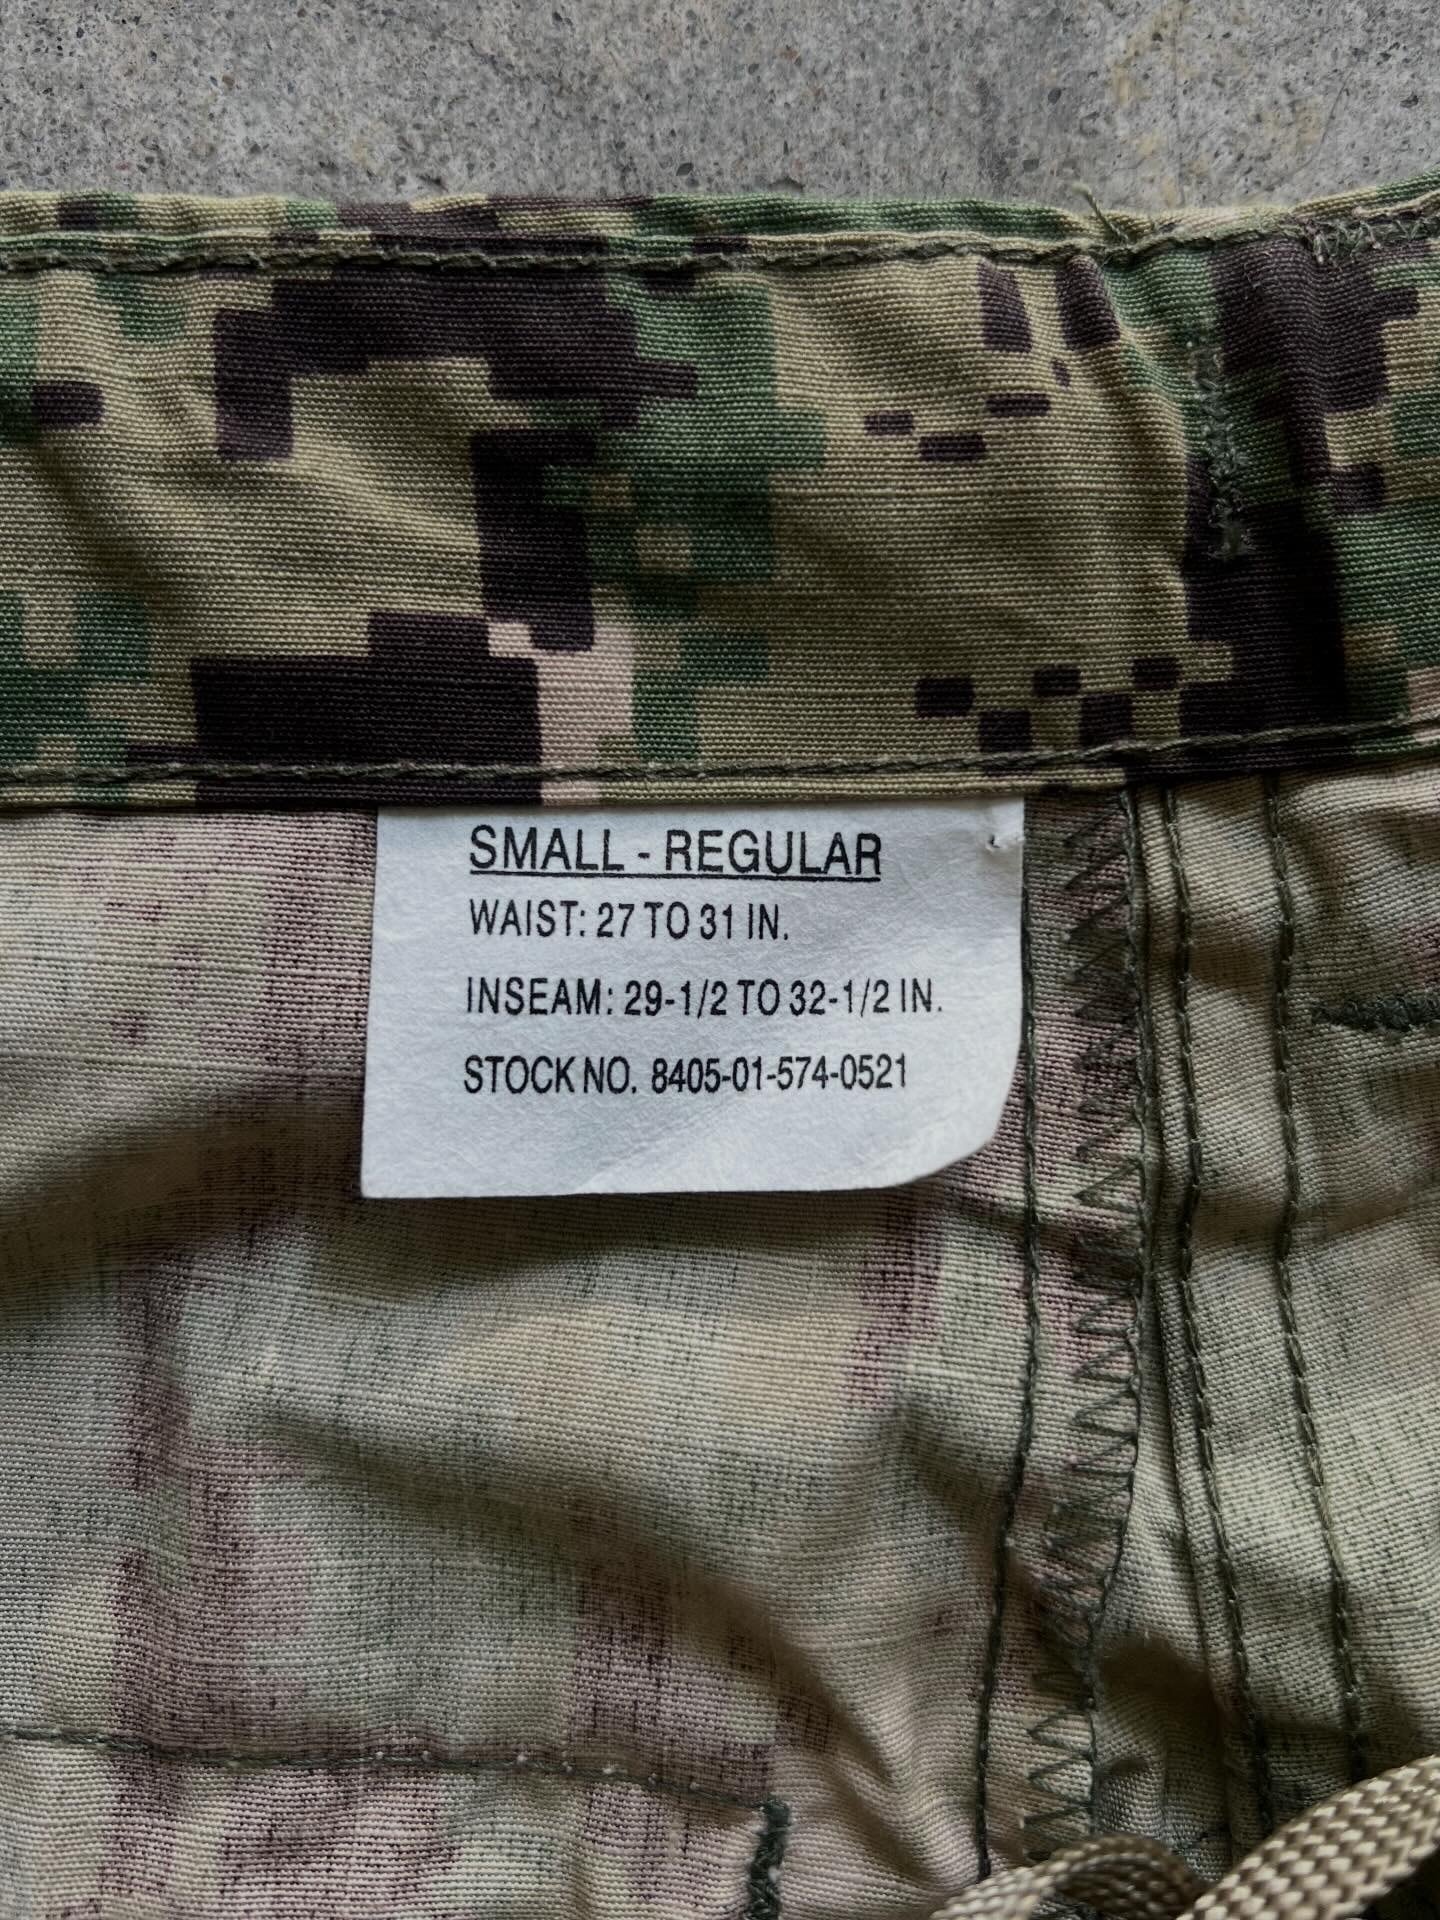 SMALL - REGULAR
WAIST: 27 TO 31 IN.
INSEAM: 29-1/2 TO 32-1/2 IN.
STOCK NO. 8405-01-574-0521